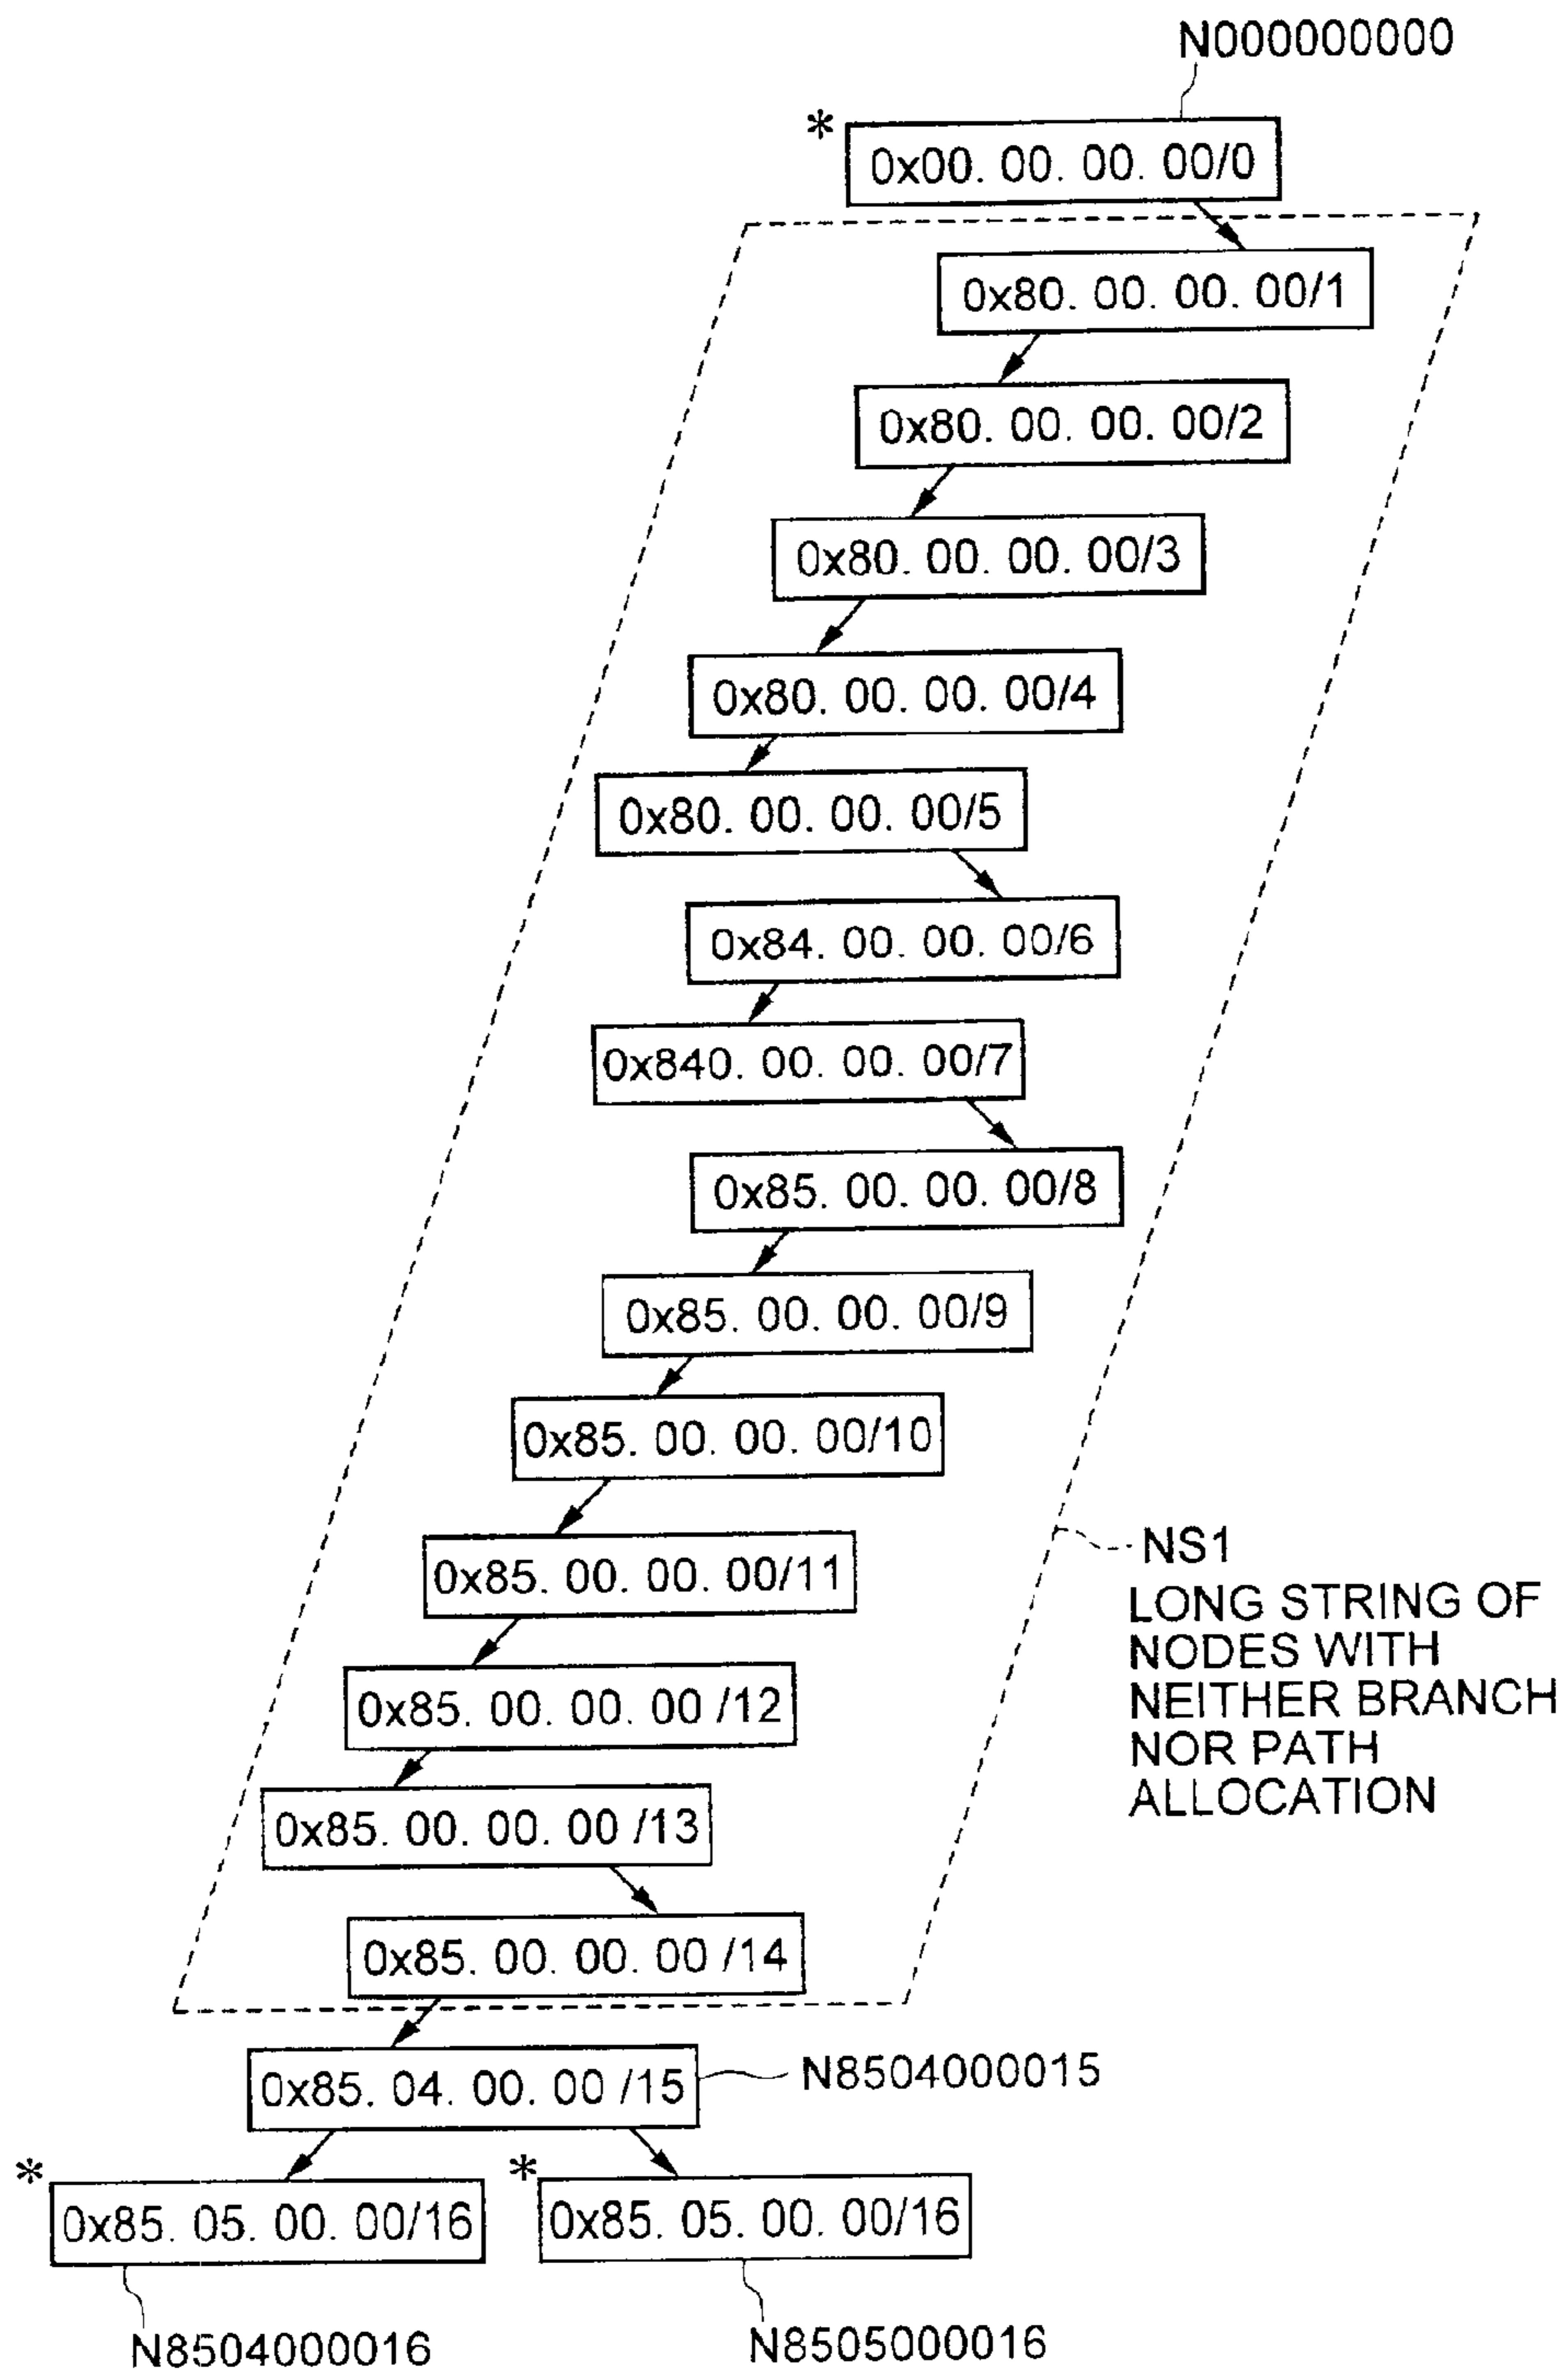 N000000000
* 0x00. 00. 00. 00/0
0x80. 00. 00. 00/1
0x80. 00. 00. 00/2
0x80. 00. 00. 00/3
0x80. 00. 00. 00/4
0x80. 00. 00. 00/5
0x84. 00. 00. 00/6
0x840. 00. 00. 00/7
0x85. 00. 00. 00/8
0x85. 00. 00. 00/9
0x85. 00. 00. 00/10
0x85. 00. 00. 00/11
0x85. 00. 00. 00 /12
0x85. 00. 00. 00 /13
0x85. 00. 00. 00 /14
NS1
LONG STRING OF
NODES WITH
NEITHER BRANCH
NOR PATH
ALLOCATION
0x85. 04. 00. 00 /15
N8504000015
* 0x85. 05. 00. 00/16
* 0x85. 05. 00. 00/16
N8504000016
N8505000016